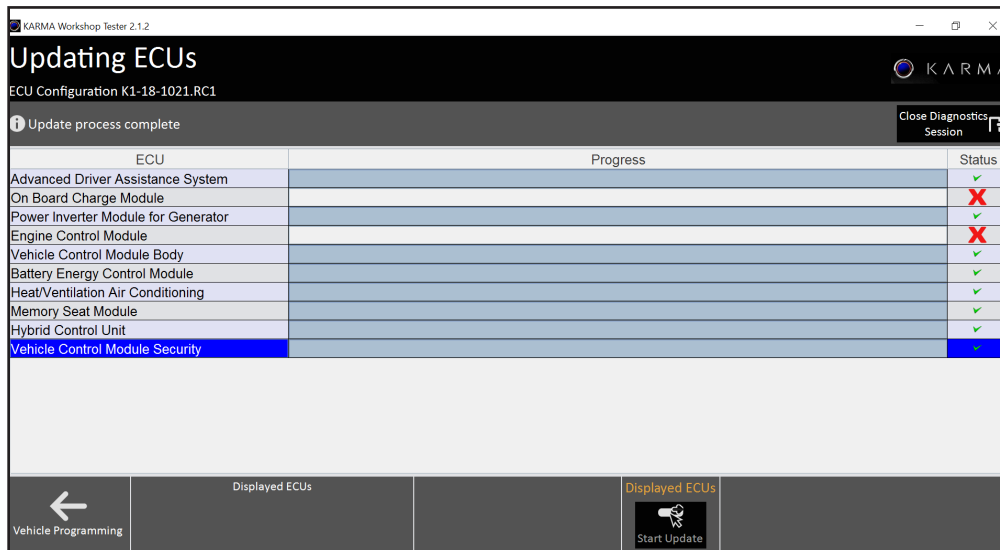 KARMA Workshop Tester 2.1.2
Updating ECUs
KARMA
ECU Configuration K1-18-1021.RC1
Update process complete
Close Diagnostics
Session
ECU Progress Status
Advanced Driver Assistance System
On Board Charge Module
Power Inverter Module for Generator
Engine Control Module
Vehicle Control Module Body
Battery Energy Control Module
Heat/Ventilation Air Conditioning
Memory Seat Module
Hybrid Control Unit
Vehicle Control Module Security
Displayed ECUs
Displayed ECUs
Vehicle Programming
Start Update